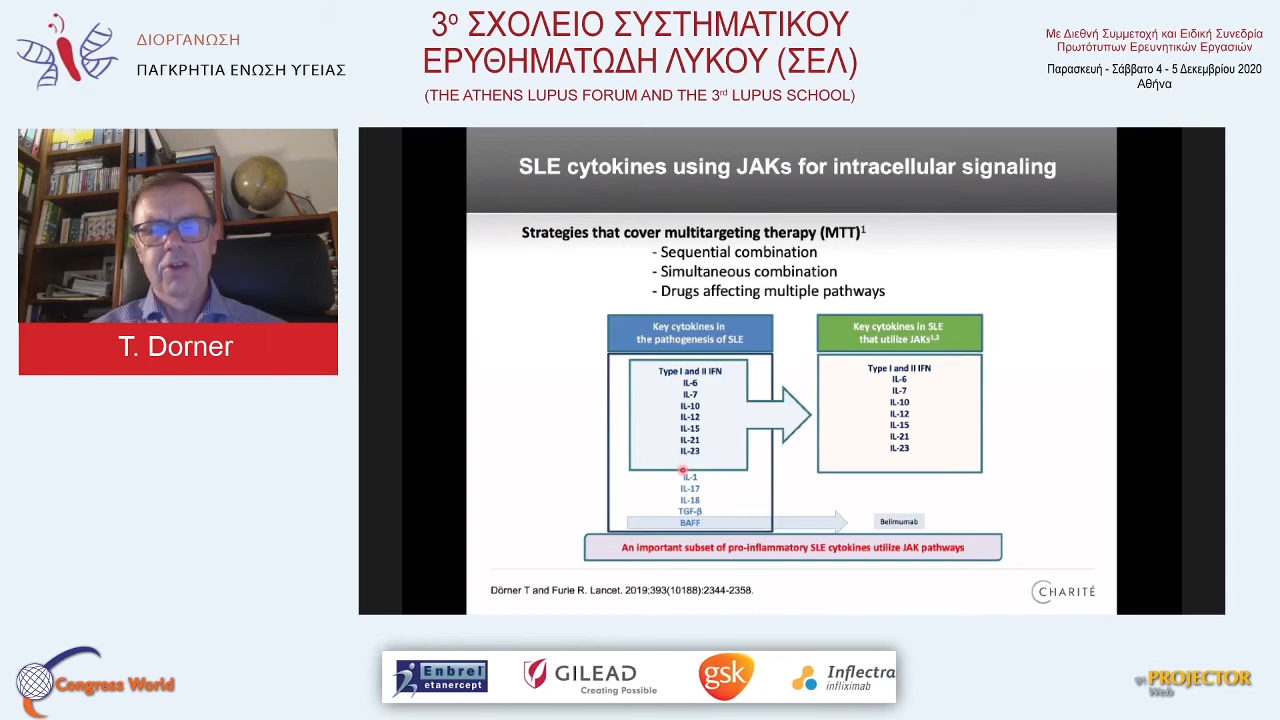 ΔΙΟΡΓΑΝΩΣΗ
ΠΑΓΚΡΗΤΙΑ ΕΝΩΣΗ ΥΓΕΙΑΣ
3ο ΣΧΟΛΕΙΟ ΣΥΣΤΗΜΑΤΙΚΟΥ
ΕΡΥΘΗΜΑΤΩΔΗ ΛΥΚΟΥ (ΣΕΛ)
(THE ATHENS LUPUS FORUM AND THE 3rd LUPUS SCHOOL)
Με Διεθνή Συμμετοχή και Ειδική Συνεδρία
Πρωτότυπων Ερευνητικών Εργασιών
Παρασκευή - Σάββατο 4 - 5 Δεκεμβρίου 2020
Αθήνα
T. Dorner
SLE cytokines using JAKs for intracellular signaling
Strategies that cover multitargeting therapy (MTT)1
- Sequential combination
- Simultaneous combination
- Drugs affecting multiple pathways
Key cytokines in
the pathogenesis of SLE
Type I and II IFN
IL-6
IL-7
IL-10
IL-12
IL-15
IL-21
IL-23
IL-1
IL-17
IL-18
TGF-β
BAFF
Key cytokines in SLE
that utilize JAKs1,2
Type I and II IFN
IL-6
IL-7
IL-10
IL-12
IL-15
IL-21
IL-23
Belimumab
An important subset of pro-inflammatory SLE cytokines utilize JAK pathways
Dörner T and Furie R. Lancet. 2019;393(10188):2344-2358.
CHARITÉ
Congress World
Enbrel
etanercept
GILEAD
Creating Possible
gsk
Inflectra
infliximab
PROJECTOR
Web